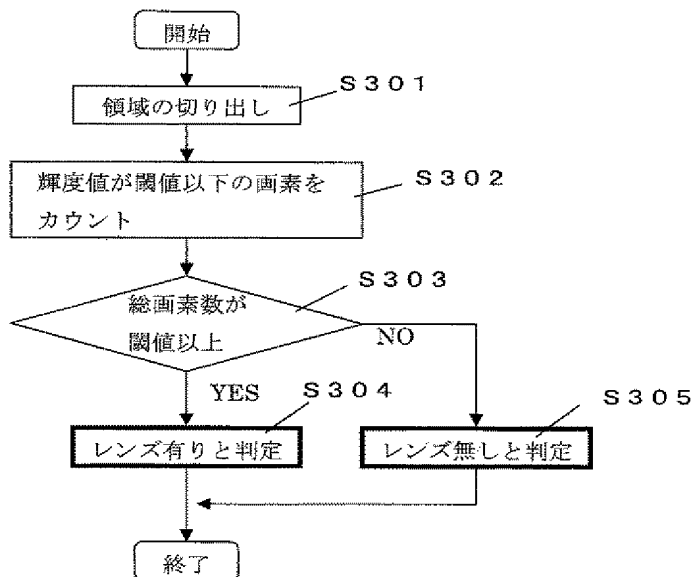 開始
S301
領域の切り出し
S302
輝度値が閾値以下の画素を
カウント
S303
総画素数が
閾値以上
NO
YES
S304
レンズ有りと判定
S305
レンズ無しと判定
終了